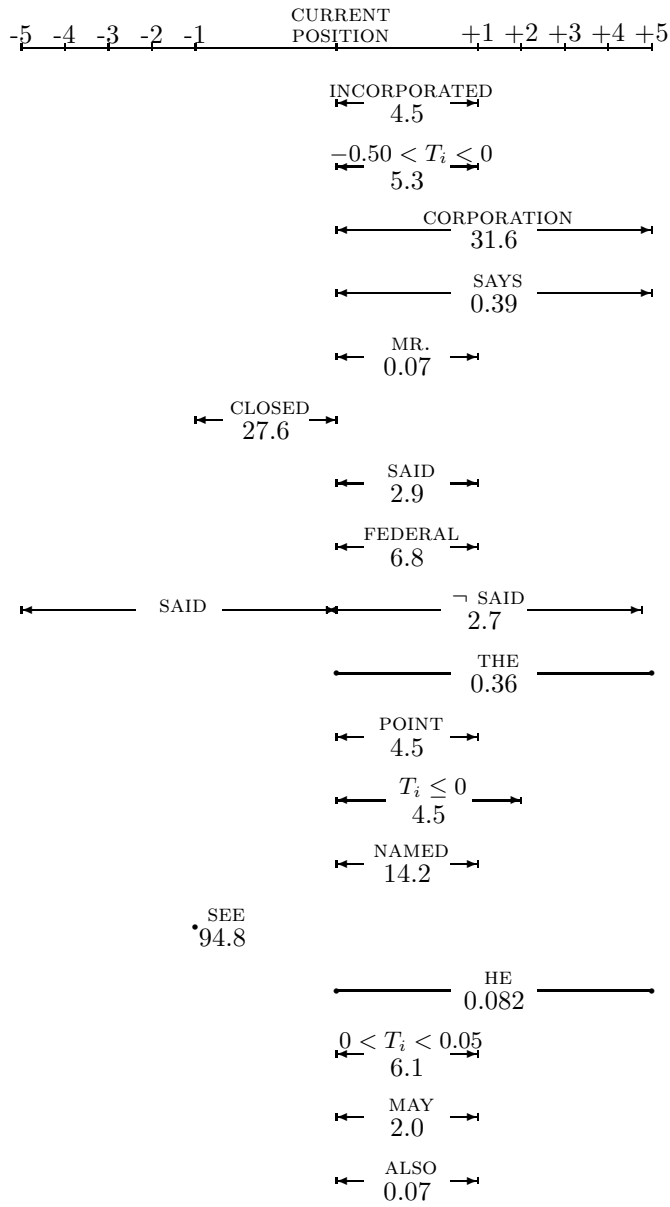 CURRENT
-5 -4 -3 -2 -1 POSITION +1 +2 +3 +4 +5
INCORPORATED
4.5
−0.50 < T_i < 0
5.3
CORPORATION
31.6
SAYS
0.39
MR.
0.07
CLOSED
27.6
SAID
2.9
FEDERAL
6.8
SAID ¬ SAID
2.7
THE
0.36
POINT
4.5
T_i ≤ 0
4.5
NAMED
14.2
SEE
94.8
HE
0.082
0 < T_i < 0.05
6.1
MAY
2.0
ALSO
0.07